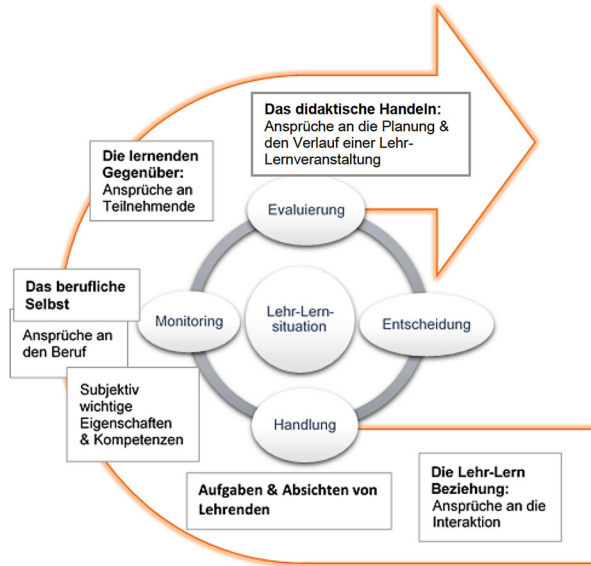 Das didaktische Handeln:
Ansprüche an die Planung &
den Verlauf einer Lehr-
Lernveranstaltung
Die lernenden
Gegenüber:
Ansprüche an
Teilnehmende
Evaluierung
Das berufliche
Selbst
Ansprüche an
den Beruf
Monitoring
Lehr-Lern-
situation
Entscheidung
Subjektiv
wichtige
Eigenschaften
& Kompetenzen
Handlung
Aufgaben & Absichten von
Lehrenden
Die Lehr-Lern
Beziehung:
Ansprüche an die
Interaktion